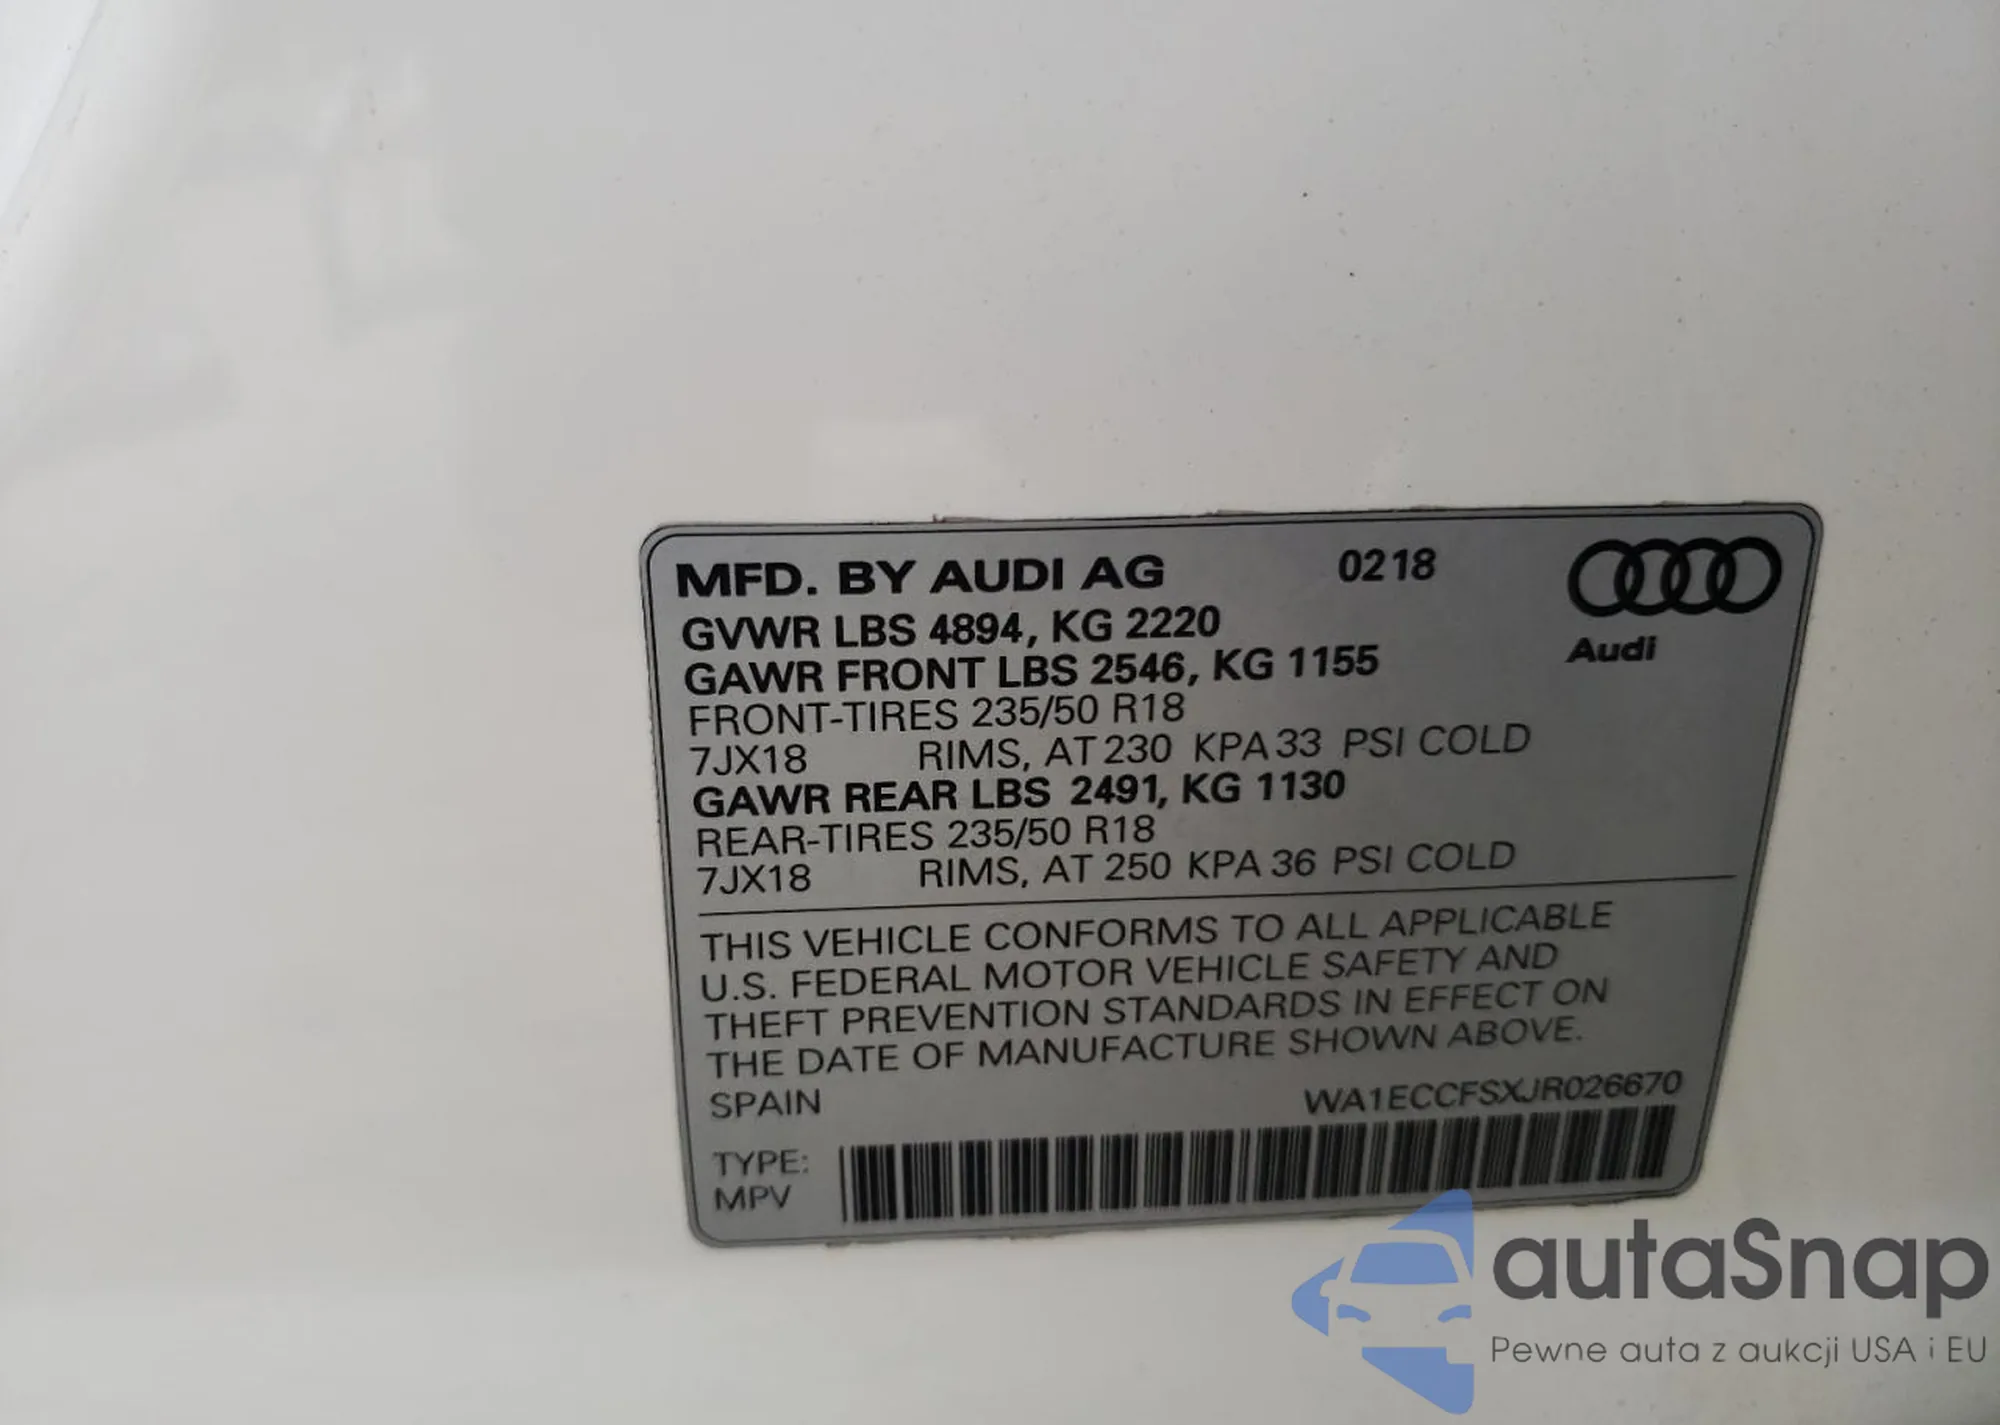 MFD. BY AUDI AG 0218
GVWR LBS 4894, KG 2220
GAWR FRONT LBS 2546, KG 1155
Audi
FRONT-TIRES 235/50 R18
7JX18 RIMS, AT 230 KPA 33 PSI COLD
GAWR REAR LBS 2491, KG 1130
REAR-TIRES 235/50 R18
7JX18 RIMS, AT 250 KPA 36 PSI COLD
THIS VEHICLE CONFORMS TO ALL APPLICABLE
U.S. FEDERAL MOTOR VEHICLE SAFETY AND
THEFT PREVENTION STANDARDS IN EFFECT ON
THE DATE OF MANUFACTURE SHOWN ABOVE.
SPAIN WA1ECCFSXJR026670
TYPE:
MPV
autaSnap
Pewne auta z aukcji USA i EU